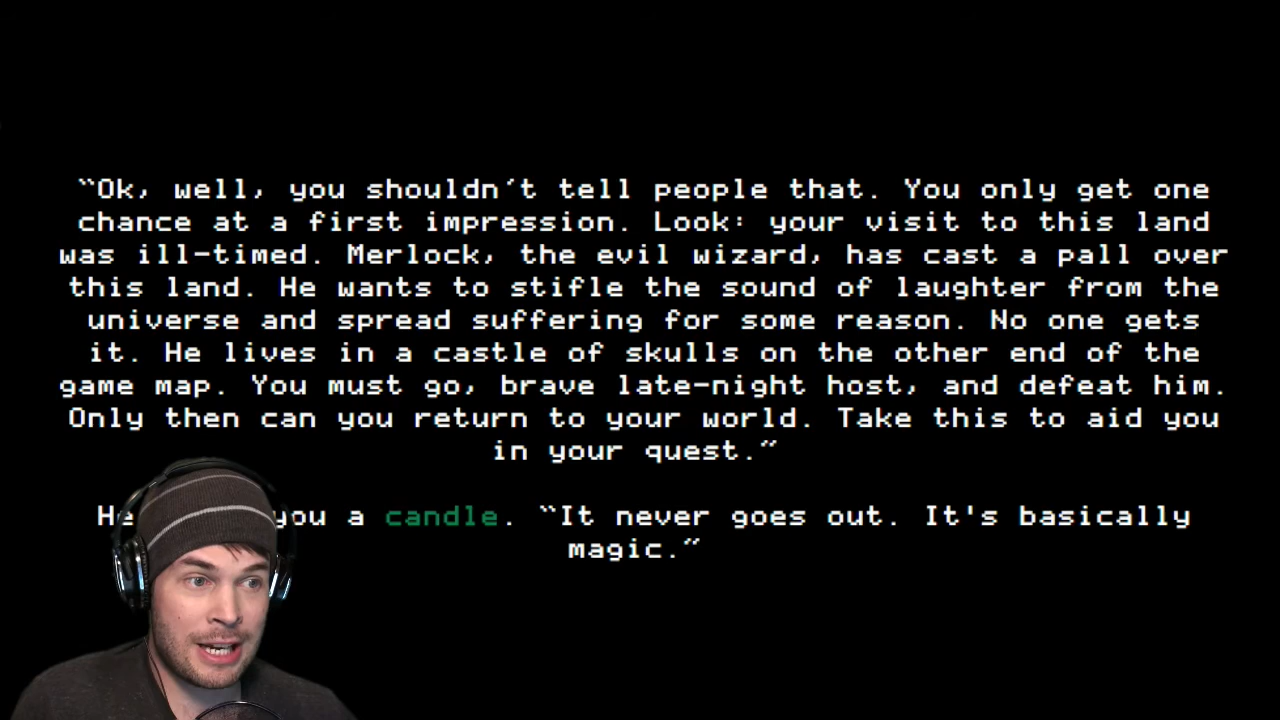 “Ok, well, you shouldn’t tell people that. You only get one
chance at a first impression. Look: your visit to this land
was ill-timed. Merlock, the evil wizard, has cast a pall over
this land. He wants to stifle the sound of laughter from the
universe and spread suffering for some reason. No one gets
it. He lives in a castle of skulls on the other end of the
game map. You must go, brave late-night host, and defeat him.
Only then can you return to your world. Take this to aid you
in your quest.”
He you a candle. “It never goes out. It's basically
magic.”